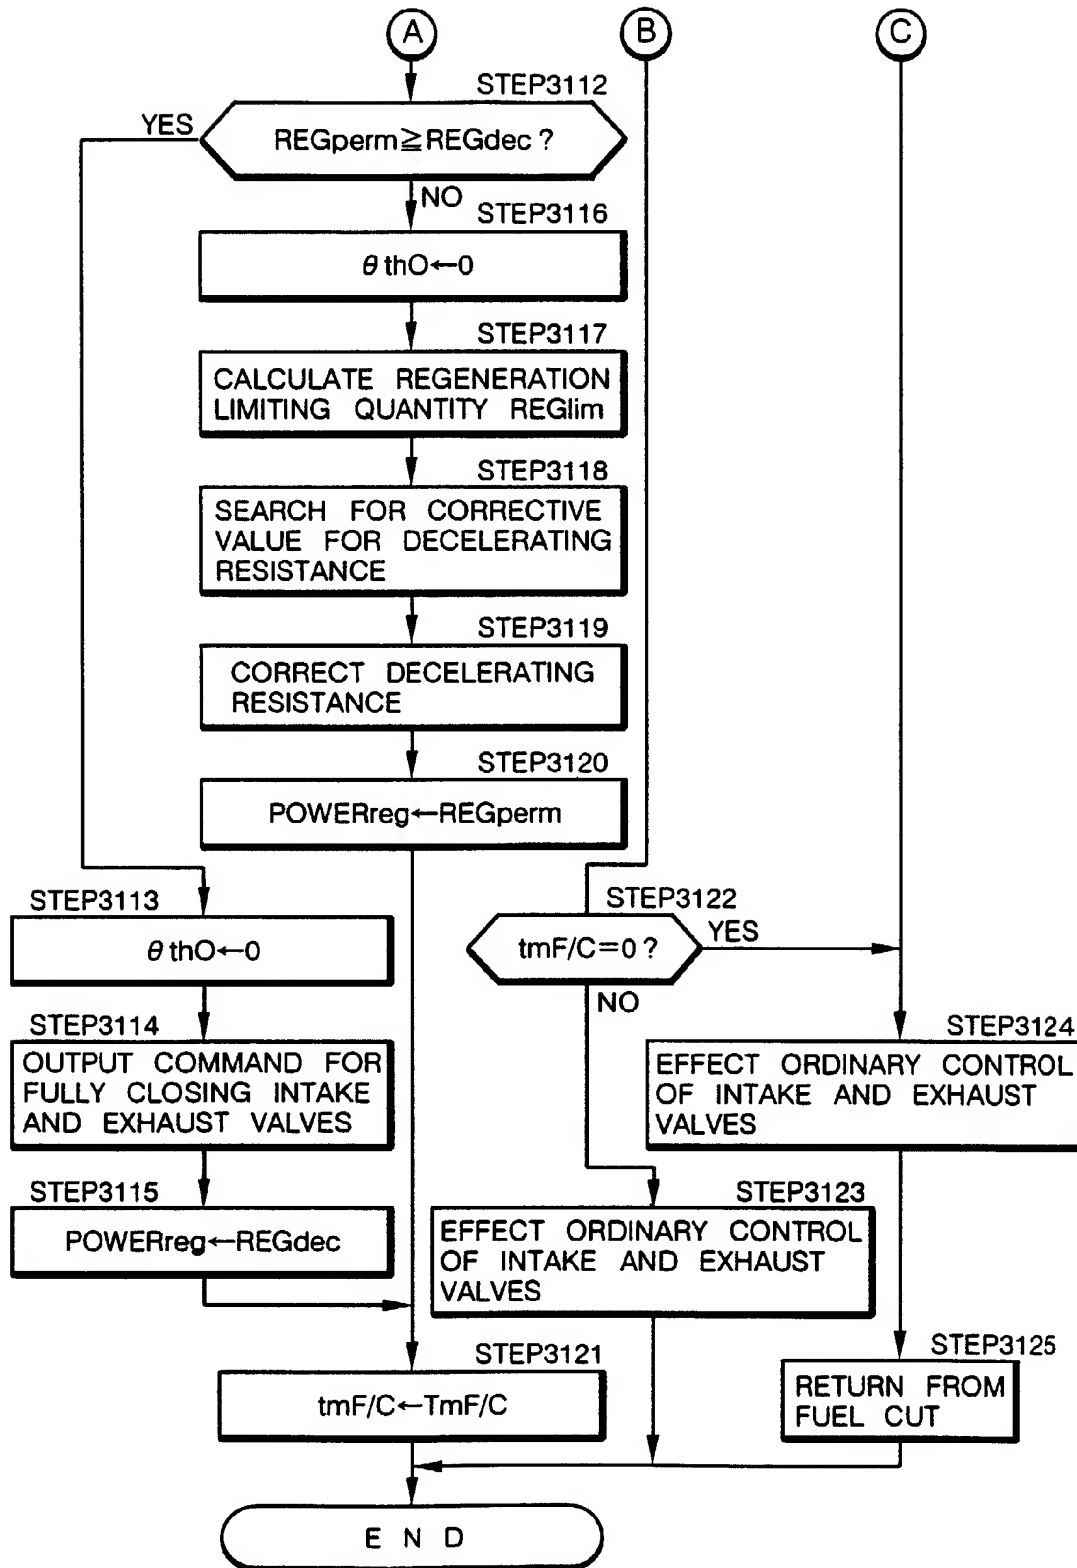 A
B
C
STEP3112
YES
REGperm≧REGdec ?
NO
STEP3116
θthO←0
STEP3117
CALCULATE REGENERATION
LIMITING QUANTITY REGlim
STEP3118
SEARCH FOR CORRECTIVE
VALUE FOR DECELERATING
RESISTANCE
STEP3119
CORRECT DECELERATING
RESISTANCE
STEP3120
POWERreg←REGperm
STEP3113
θthO←0
STEP3114
OUTPUT COMMAND FOR
FULLY CLOSING INTAKE
AND EXHAUST VALVES
STEP3115
POWERreg←REGdec
STEP3122
tmF/C=0 ?
YES
NO
STEP3123
EFFECT ORDINARY CONTROL
OF INTAKE AND EXHAUST
VALVES
STEP3124
EFFECT ORDINARY CONTROL
OF INTAKE AND EXHAUST
VALVES
STEP3121
tmF/C←TmF/C
STEP3125
RETURN FROM
FUEL CUT
E N D